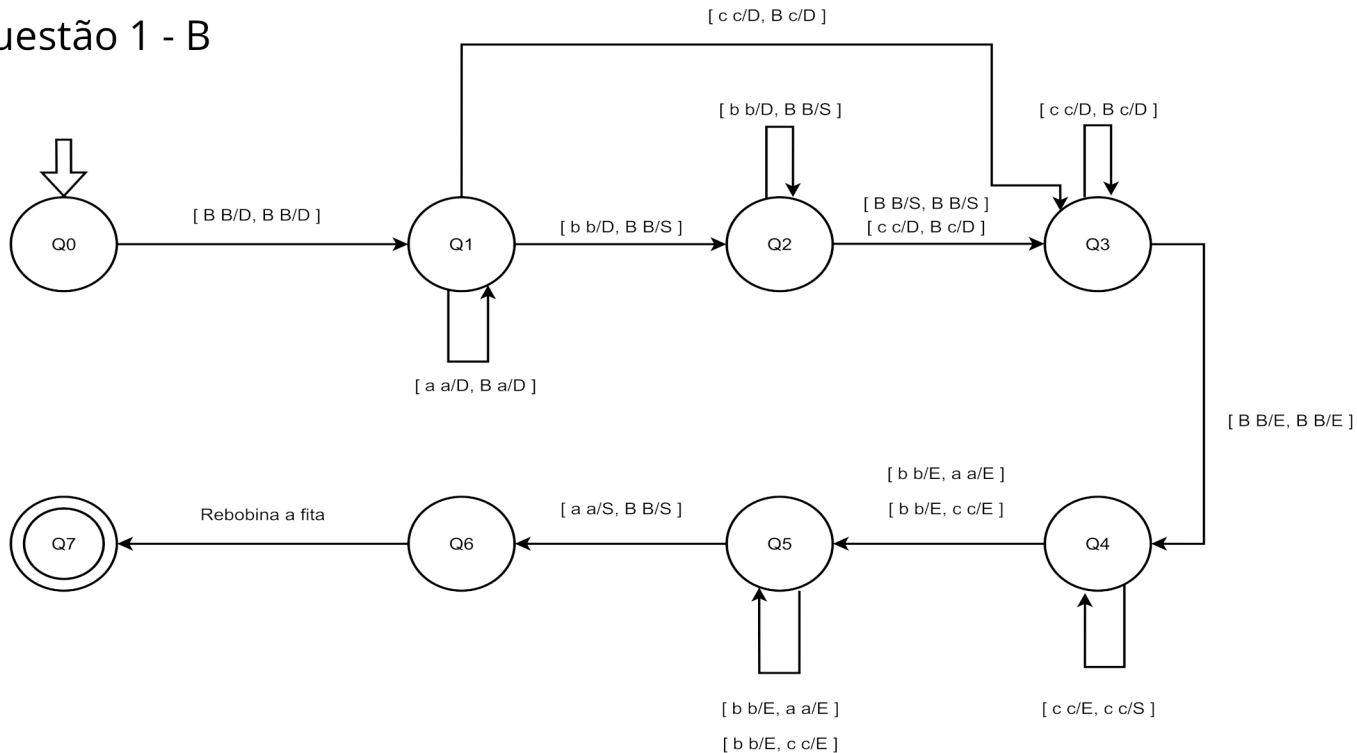 [ c c/D, B c/D ]
uestão 1 - B
[ b b/D, B B/S ]
[ c c/D, B c/D ]
[ B B/D, B B/D ]
[ B B/S, B B/S ]
[ b b/D, B B/S ]
[ c c/D, B c/D ]
Q0
Q1
Q2
Q3
[ a a/D, B a/D ]
[ B B/E, B B/E ]
[ b b/E, a a/E ]
Rebobina a fita
[ a a/S, B B/S ]
[ b b/E, c c/E ]
Q7
Q6
Q5
Q4
[ b b/E, a a/E ]
[ c c/E, c c/S ]
[ b b/E, c c/E ]